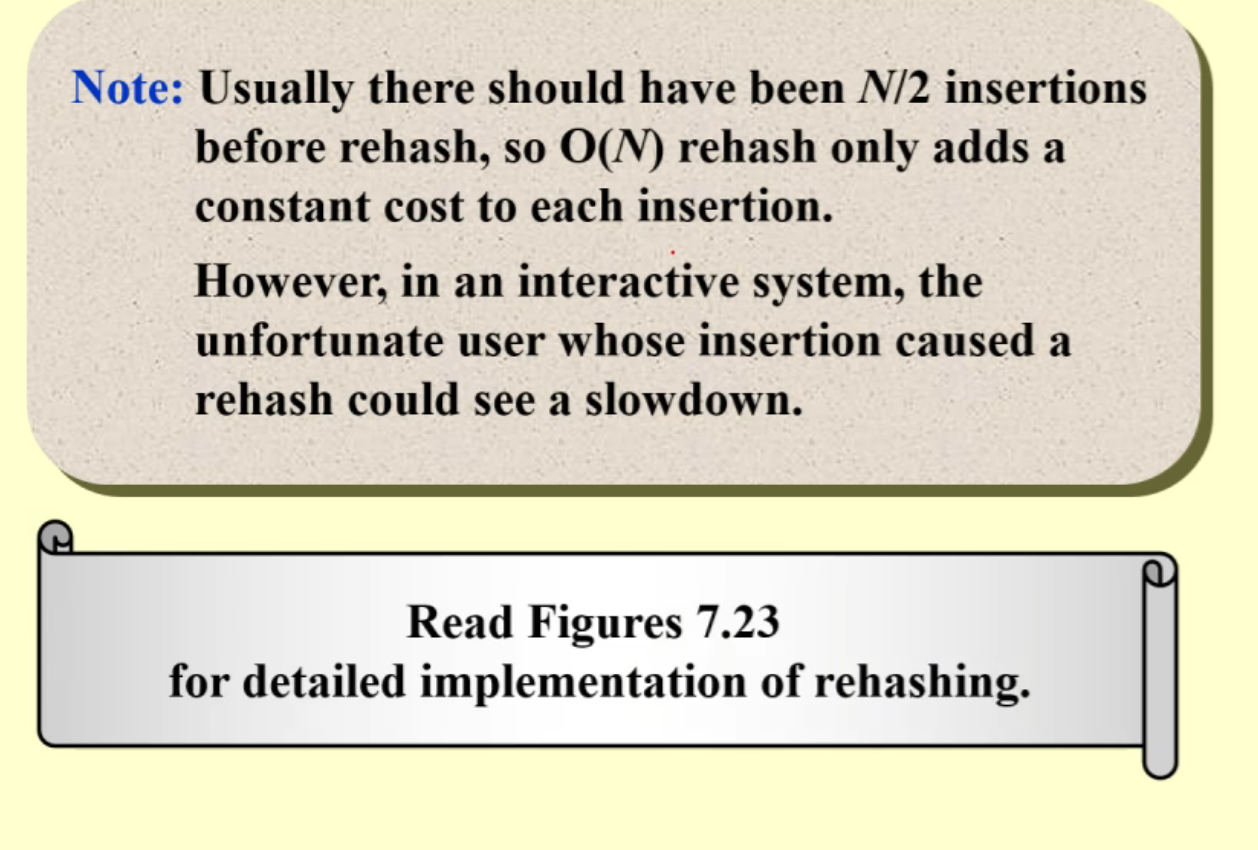 Note: Usually there should have been N/2 insertions
before rehash, so O(N) rehash only adds a
constant cost to each insertion.
However, in an interactive system, the
unfortunate user whose insertion caused a
rehash could see a slowdown.
Read Figures 7.23
for detailed implementation of rehashing.